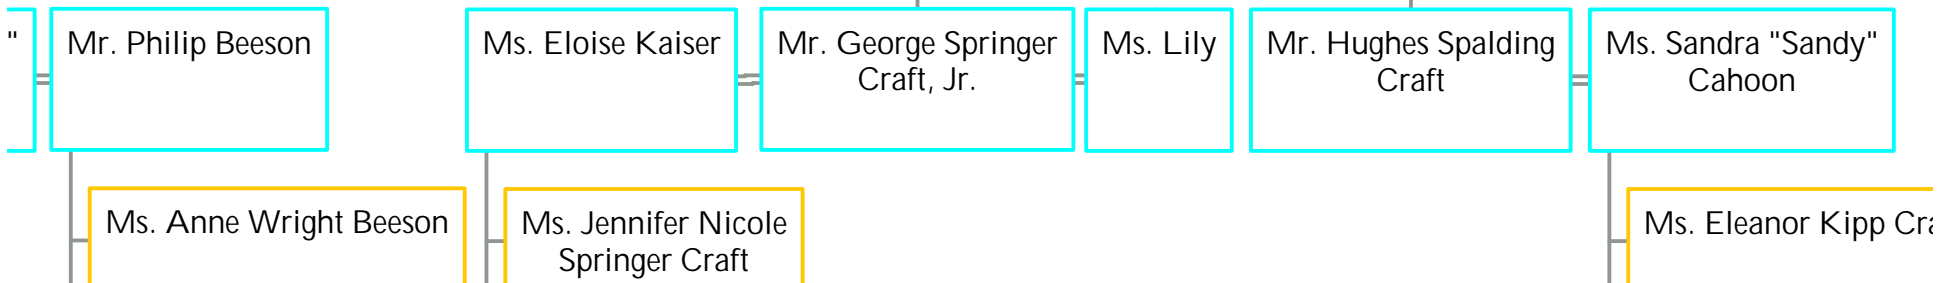 "
Mr. Philip Beeson
Ms. Eloise Kaiser
Mr. George Springer
Craft, Jr.
Ms. Lily
Mr. Hughes Spalding
Craft
Ms. Sandra "Sandy"
Cahoon
Ms. Anne Wright Beeson
Ms. Jennifer Nicole
Springer Craft
Ms. Eleanor Kipp